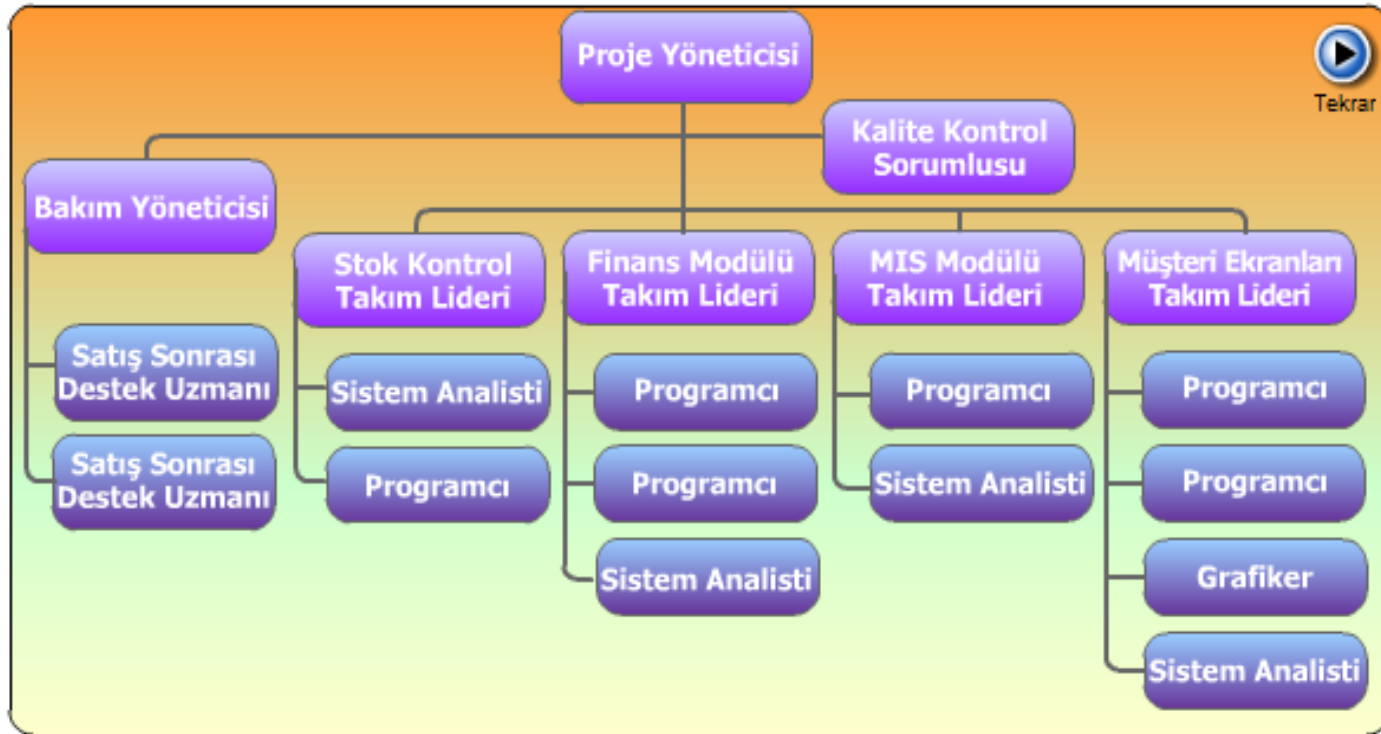 Proje Yöneticisi
Tekrar
Kalite Kontrol
Sorumlusu
Bakım Yöneticisi
Satış Sonrası
Destek Uzmanı
Satış Sonrası
Destek Uzmanı
Stok Kontrol
Takım Lideri
Sistem Analisti
Programcı
Finans Modülü
Takım Lideri
Programcı
Programcı
Sistem Analisti
MIS Modülü
Takım Lideri
Programcı
Sistem Analisti
Müşteri Ekranları
Takım Lideri
Programcı
Programcı
Grafiker
Sistem Analisti